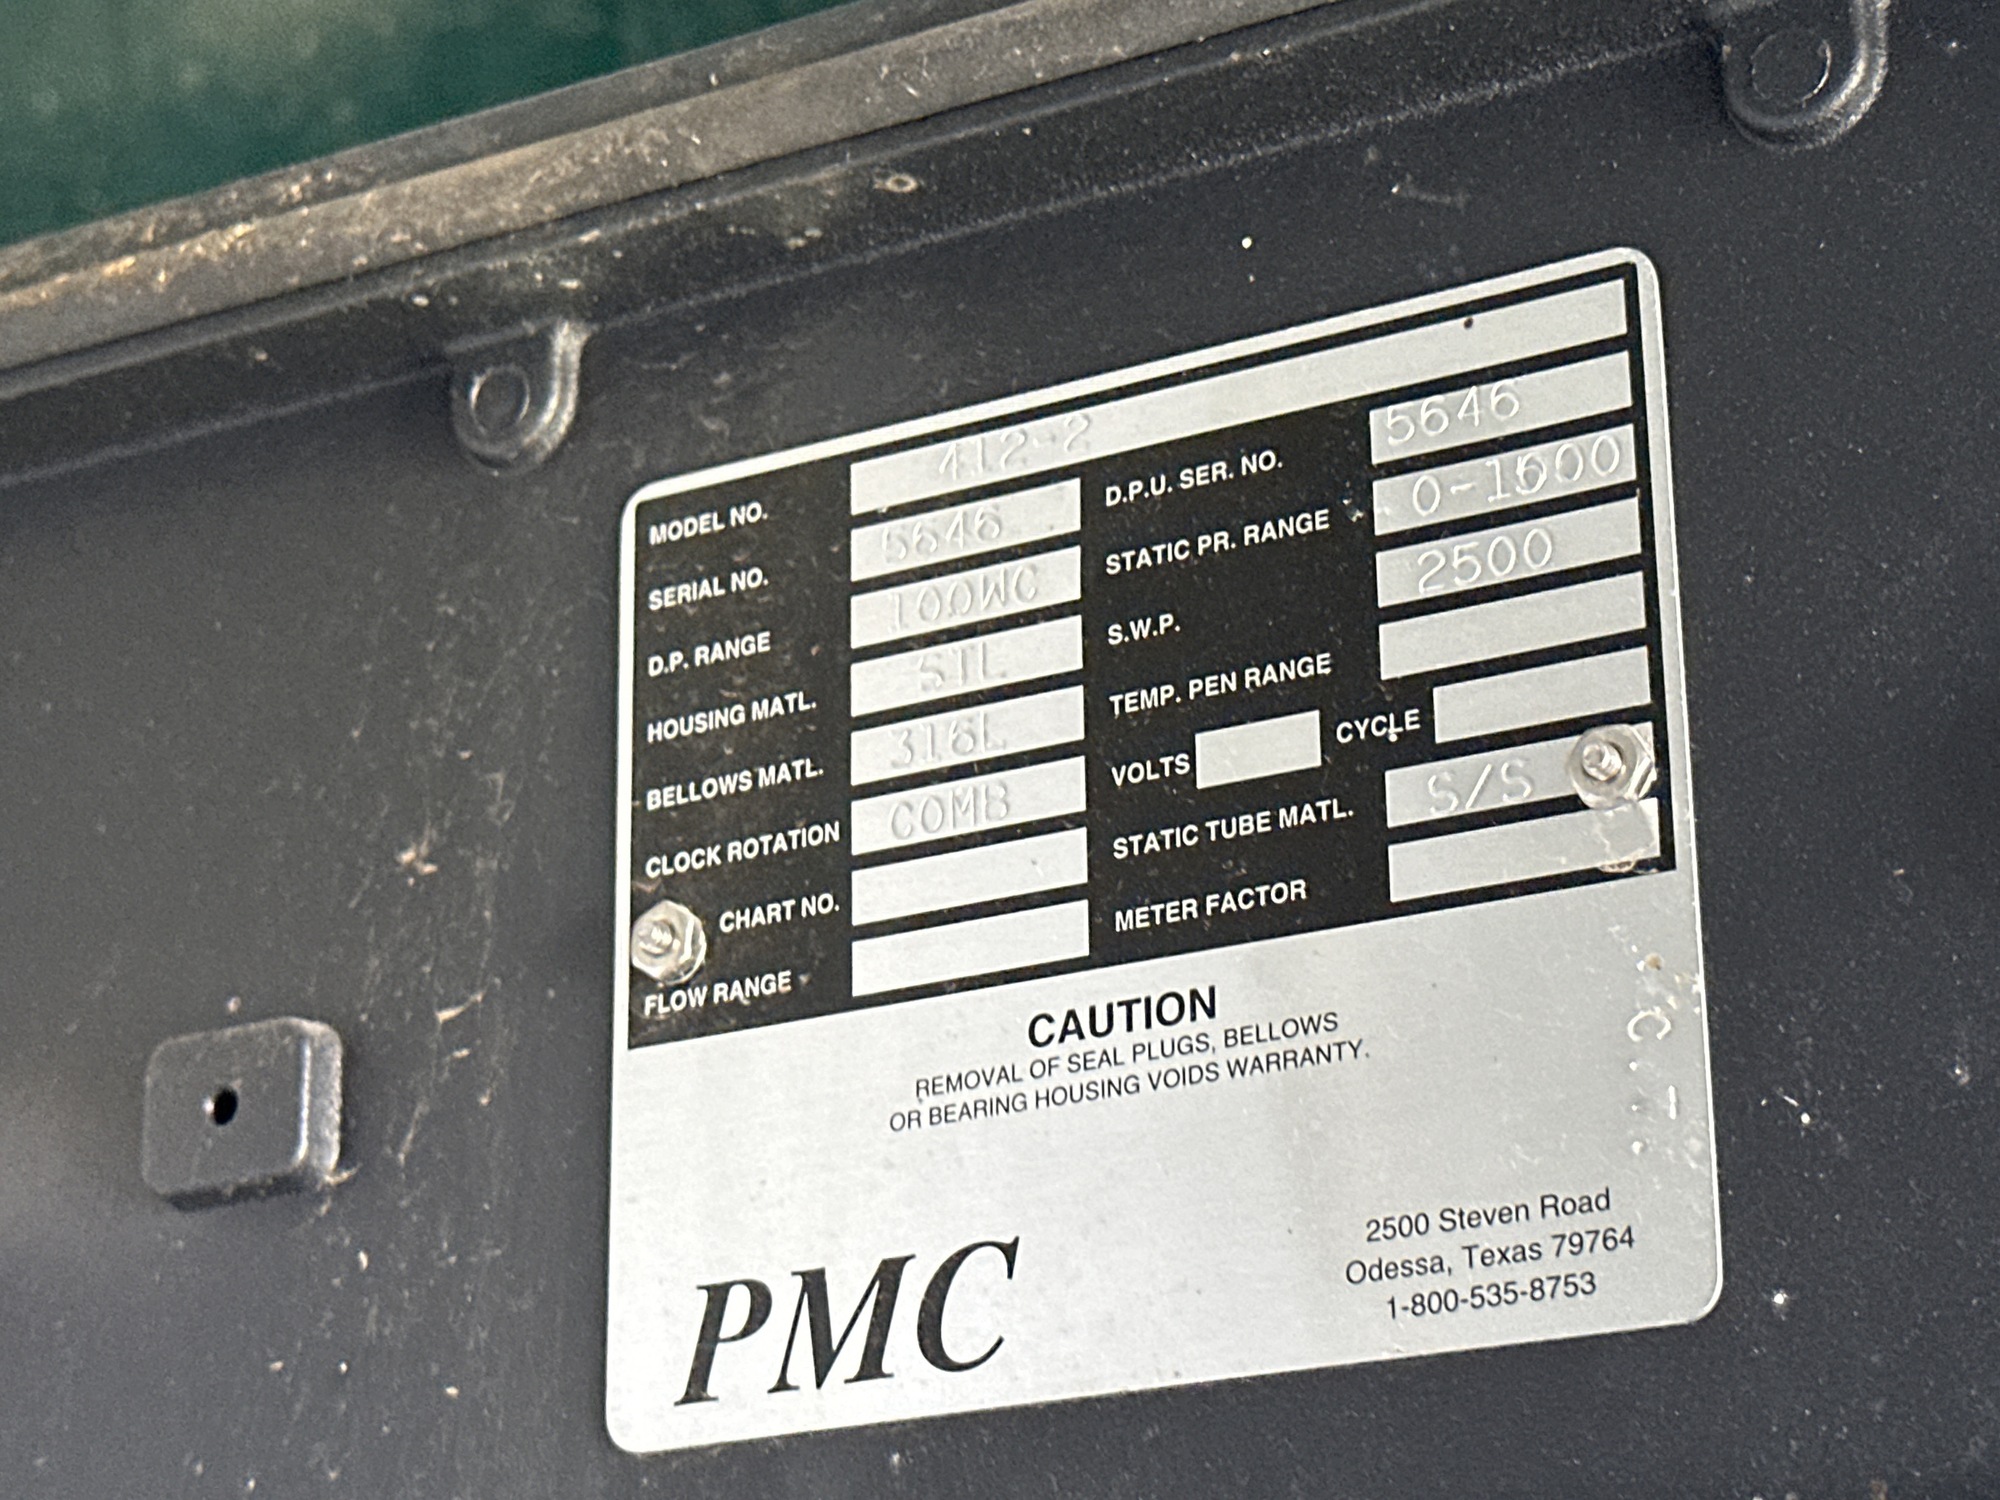 MODEL NO. 412-2
SERIAL NO. 5646 D.P.U. SER. NO. 5646
D.P. RANGE 100WC STATIC PR. RANGE 0-1500
HOUSING MATL. STL S.W.P. 2500
BELLOWS MATL. 316L TEMP. PEN RANGE
CLOCK ROTATION COMB VOLTS CYCLE
CHART NO. STATIC TUBE MATL. S/S
FLOW RANGE METER FACTOR
CAUTION
REMOVAL OF SEAL PLUGS, BELLOWS
OR BEARING HOUSING VOIDS WARRANTY.
PMC
2500 Steven Road
Odessa, Texas 79764
1-800-535-8753